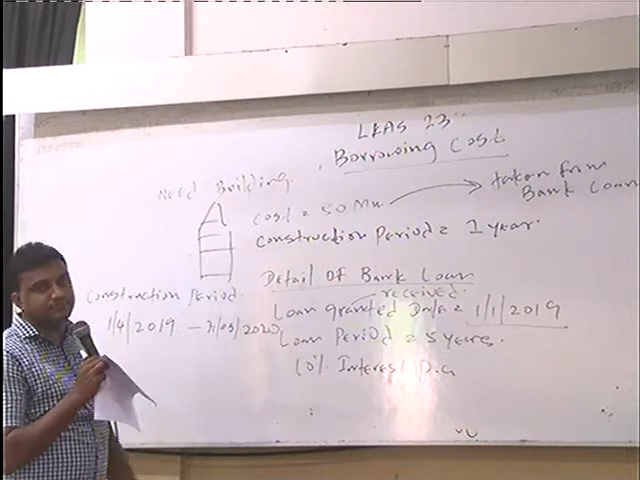 LKAS 23
Borrowing Cost
Need Building
Cost = 50 Mn
taken from
Bank Loan
Construction Period = 1 year.
Detail Of Bank Loan
received.
Construction Period.
Loan granted Date = 1/1/2019
1/4/2019 — 31/03/2020
Loan Period = 5 years.
10% Interest P.a